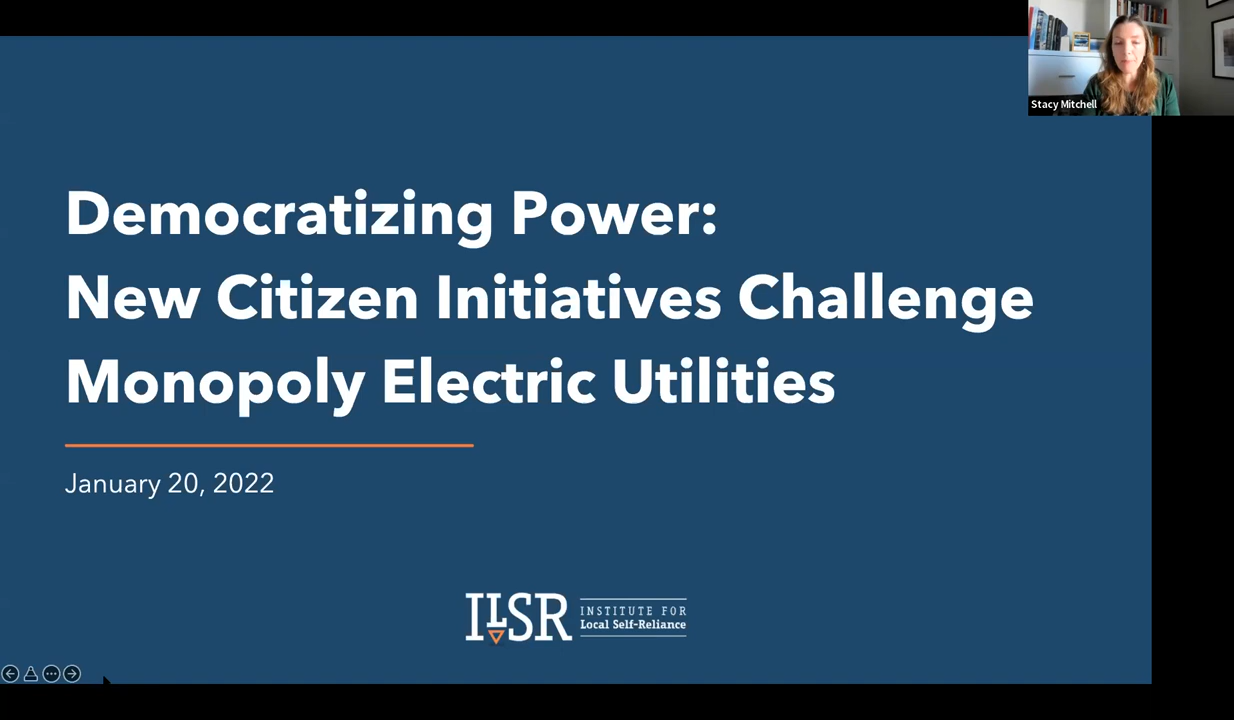 Stacy Mitchell
Democratizing Power:
New Citizen Initiatives Challenge
Monopoly Electric Utilities
January 20, 2022
ILSR
INSTITUTE FOR
Local Self-Reliance